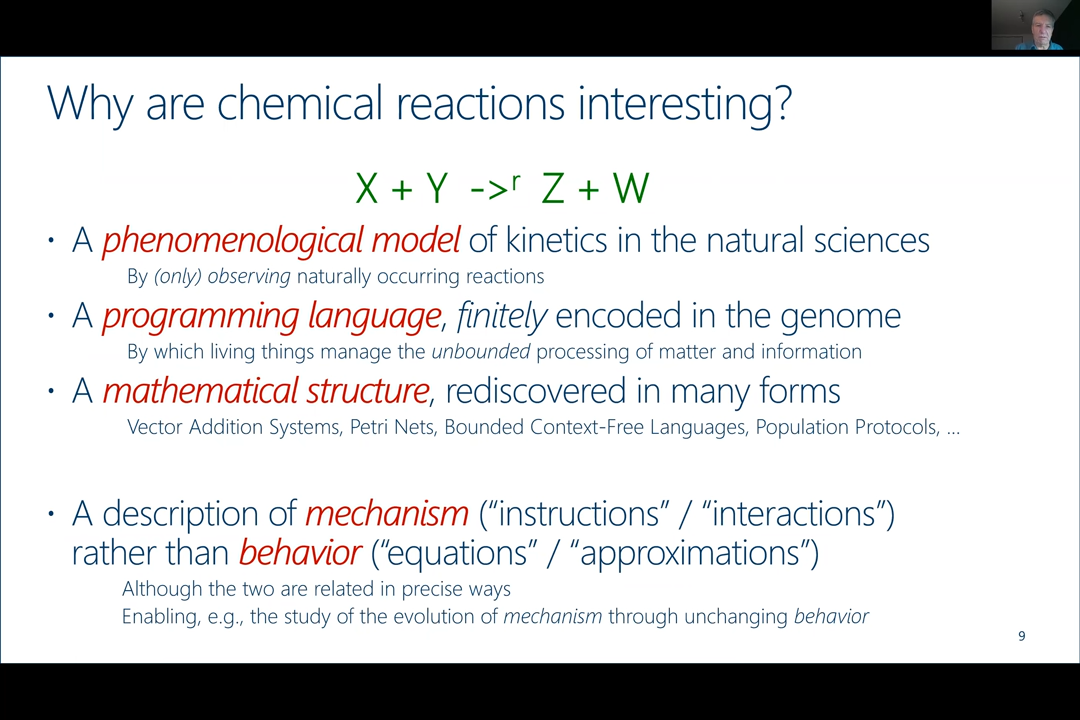 Why are chemical reactions interesting?
X + Y ->r Z + W
• A phenomenological model of kinetics in the natural sciences
By (only) observing naturally occurring reactions
• A programming language, finitely encoded in the genome
By which living things manage the unbounded processing of matter and information
• A mathematical structure, rediscovered in many forms
Vector Addition Systems, Petri Nets, Bounded Context-Free Languages, Population Protocols, ...
• A description of mechanism (“instructions” / “interactions”)
rather than behavior (“equations” / “approximations”)
Although the two are related in precise ways
Enabling, e.g., the study of the evolution of mechanism through unchanging behavior
9